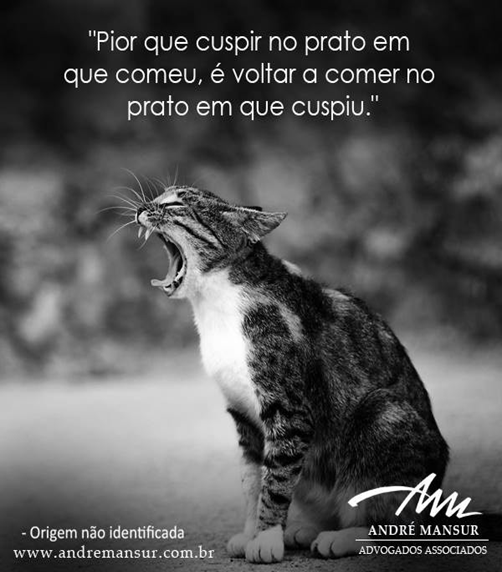 "Pior que cuspir no prato em
que comeu, é voltar a comer no
prato em que cuspiu."
- Origem não identificada
www.andremansur.com.br
AM
ANDRÉ MANSUR
ADVOGADOS ASSOCIADOS